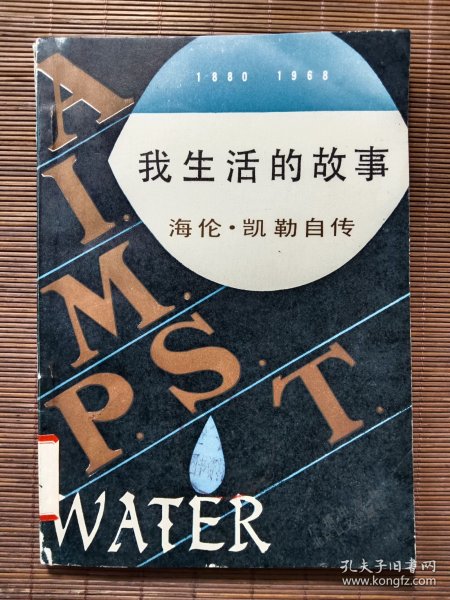 1880 1968
我生活的故事
海伦·凯勒自传
A.
I.
M.
P.S.T.
WATER
孔夫子旧书网
www.kongfz.com